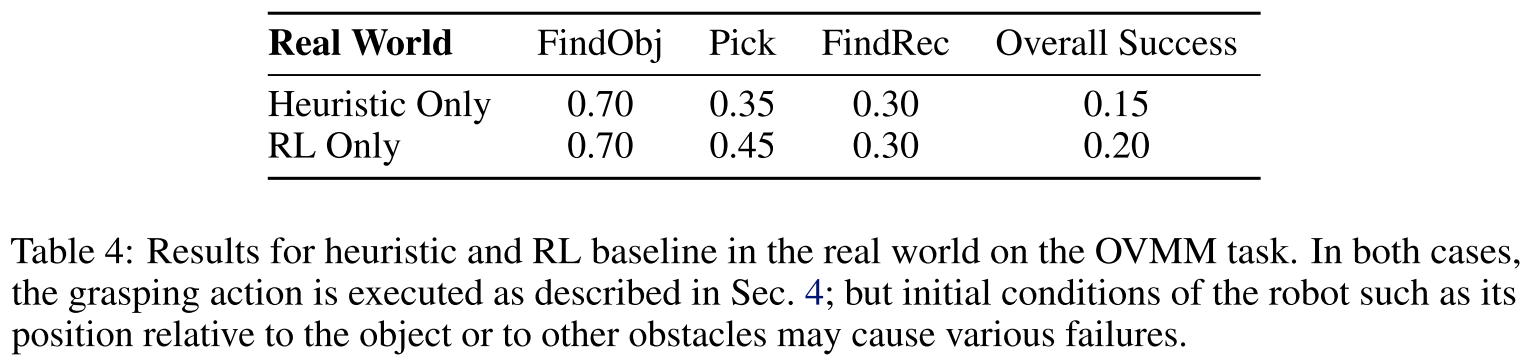 Real World FindObj Pick FindRec Overall Success
Heuristic Only 0.70 0.35 0.30 0.15
RL Only 0.70 0.45 0.30 0.20
Table 4: Results for heuristic and RL baseline in the real world on the OVMM task. In both cases,
the grasping action is executed as described in Sec. 4; but initial conditions of the robot such as its
position relative to the object or to other obstacles may cause various failures.